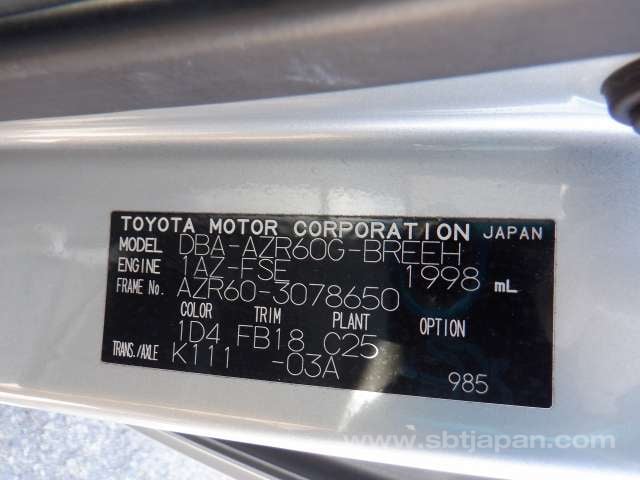 TOYOTA MOTOR CORPORATION JAPAN
MODEL DBA-AZR60G-BREEH
ENGINE 1AZ-FSE 1998 mL
FRAME No. AZR60-3078650
COLOR TRIM PLANT OPTION
1D4 FB18 C25
TRANS./AXLE K111 -03A
985
www.sbtjapan.com